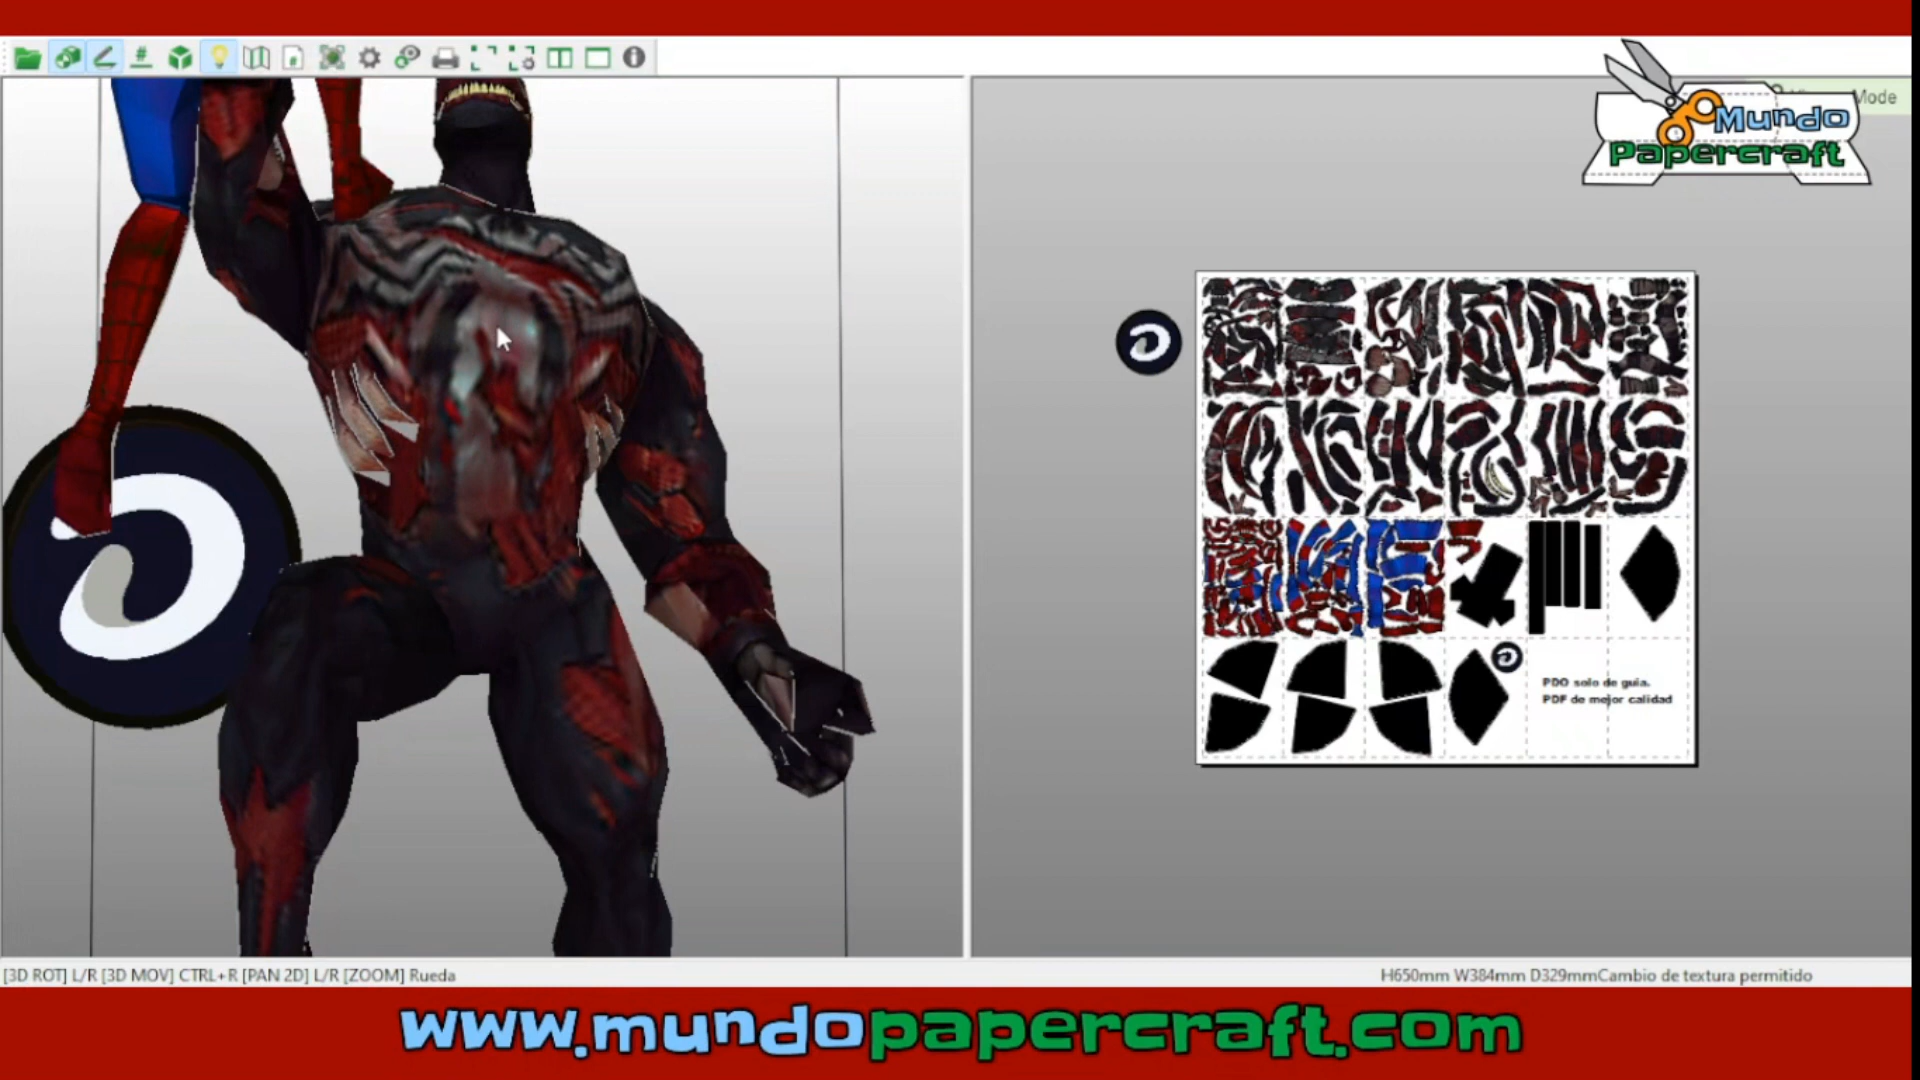 Mode
Mundo
Papercraft
PDO solo de guia.
PDF de mejor calidad
[3D ROT] L/R [3D MOV] CTRL+R [PAN 2D] L/R [ZOOM] Rueda
H650mm W384mm D329mmCambio de textura permitido
www.mundopapercraft.com